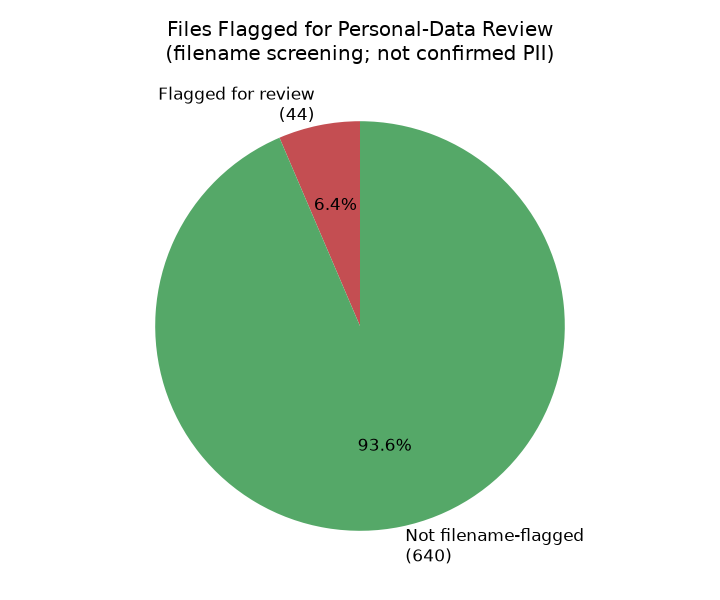 Files Flagged for Personal-Data Review
(filename screening; not confirmed PII)
Flagged for review
(44)
6.4%
93.6%
Not filename-flagged
(640)